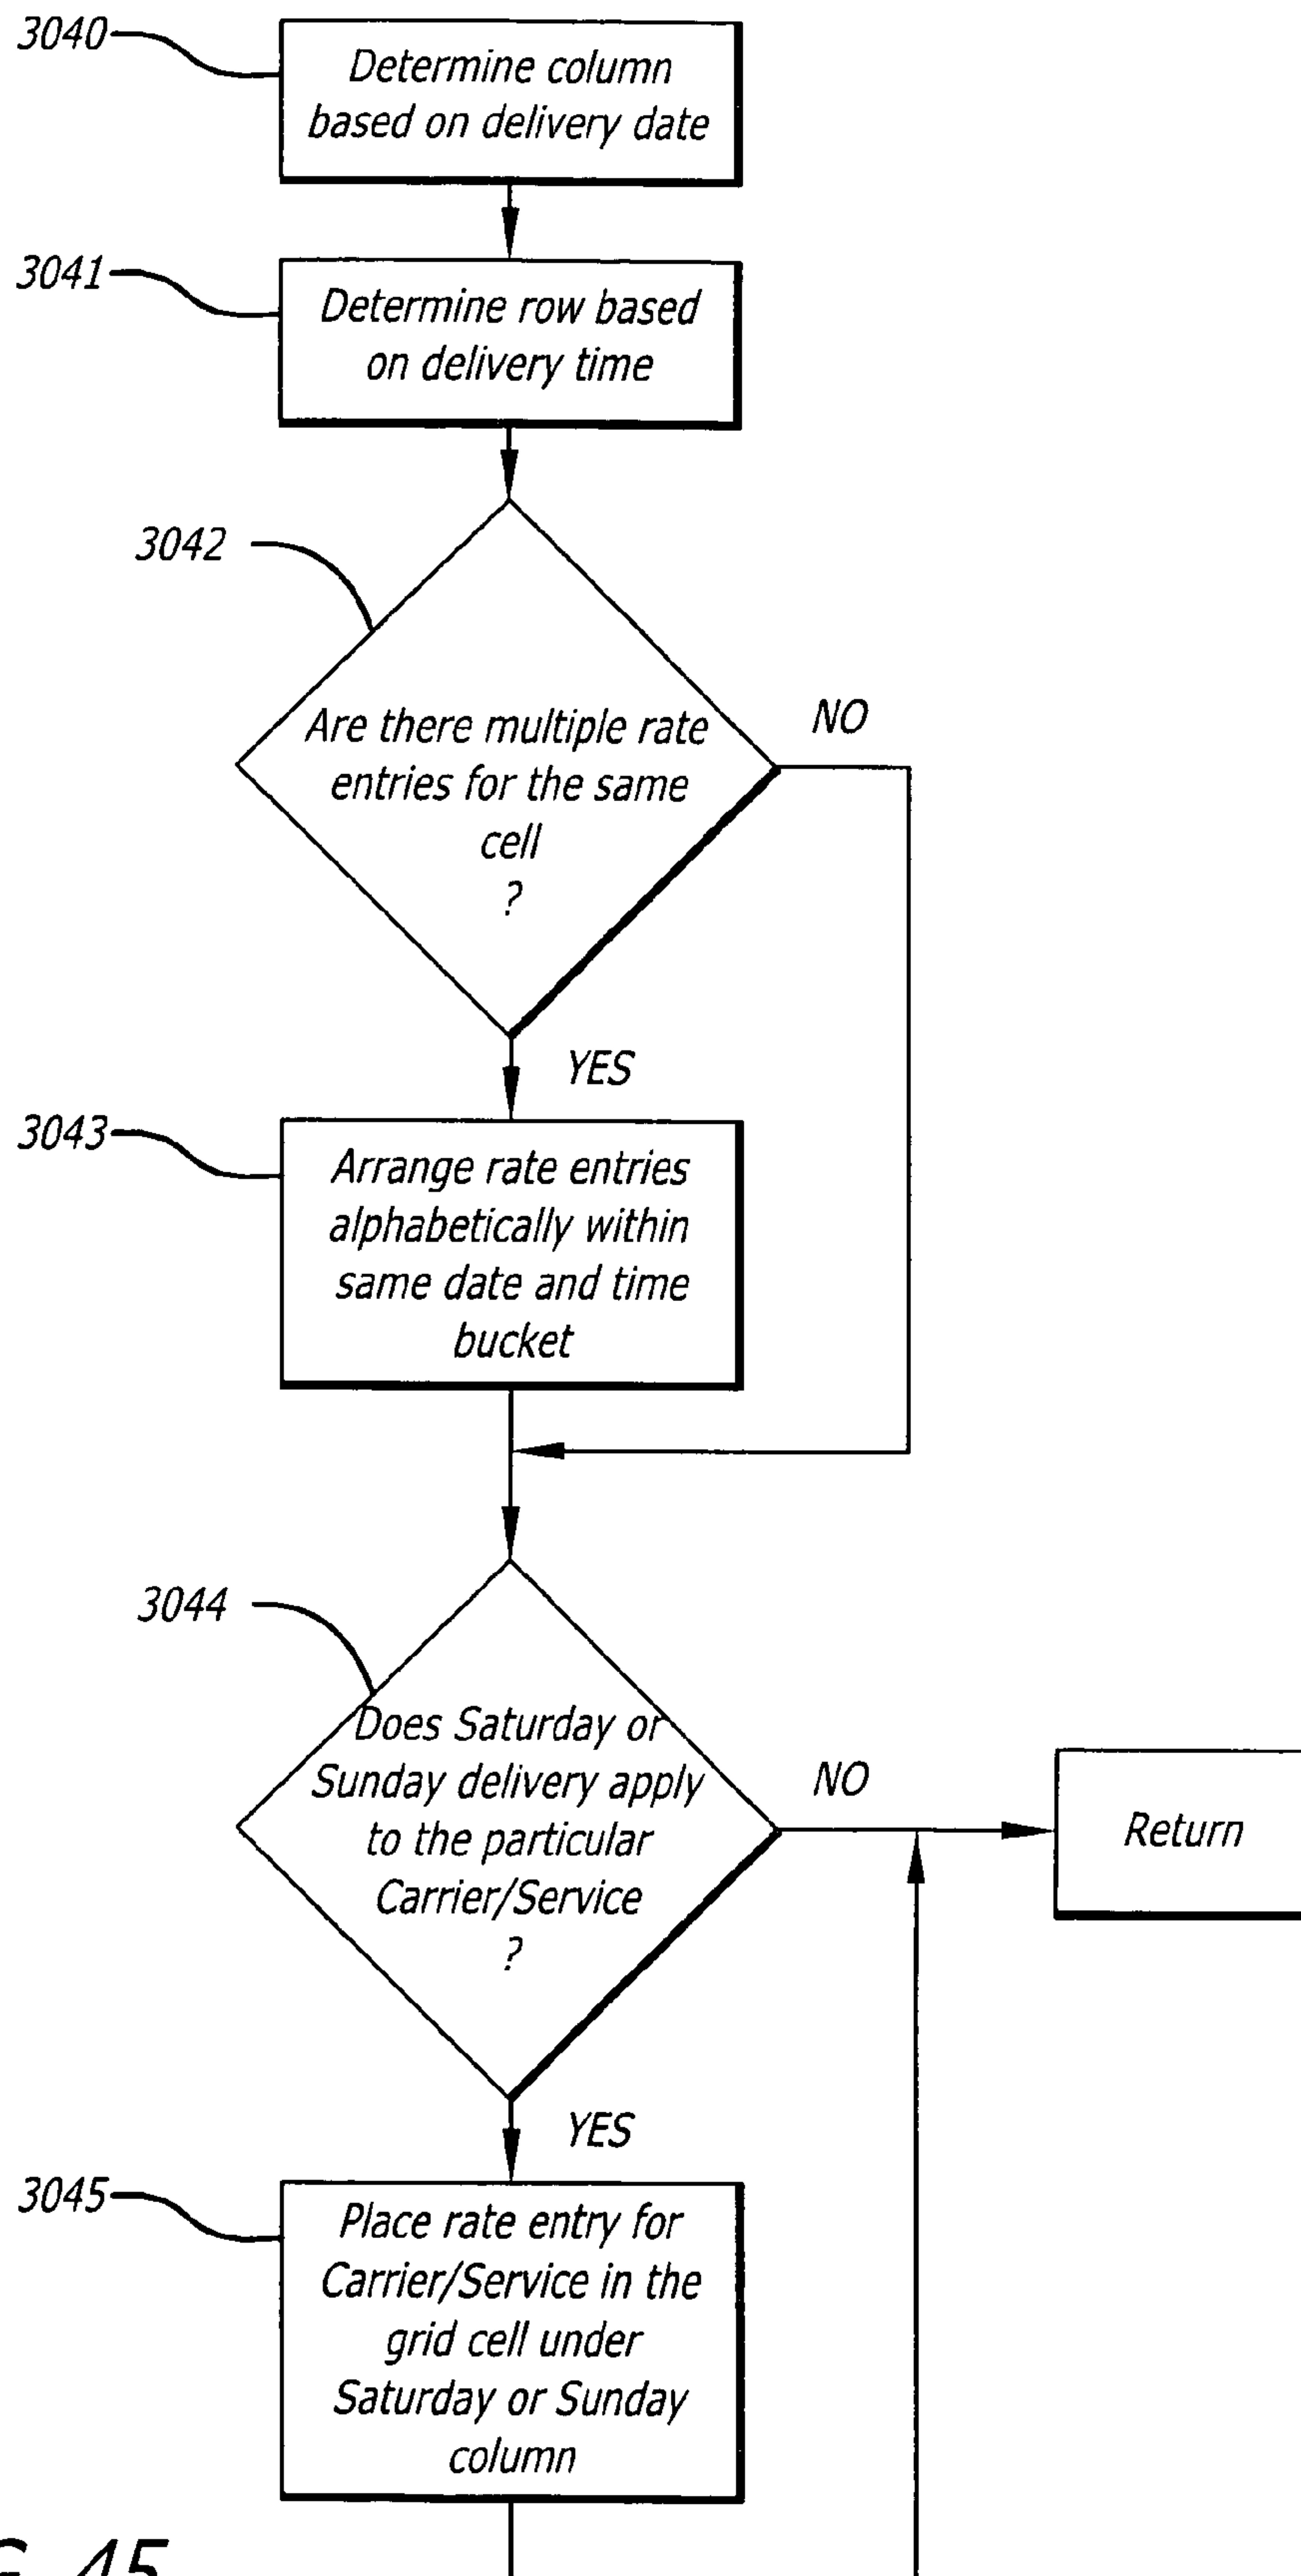 3040
Determine column
based on delivery date
3041
Determine row based
on delivery time
3042
Are there multiple rate
entries for the same
cell
?
NO
YES
3043
Arrange rate entries
alphabetically within
same date and time
bucket
3044
Does Saturday or
Sunday delivery apply
to the particular
Carrier/Service
?
NO
Return
YES
3045
Place rate entry for
Carrier/Service in the
grid cell under
Saturday or Sunday
column
45